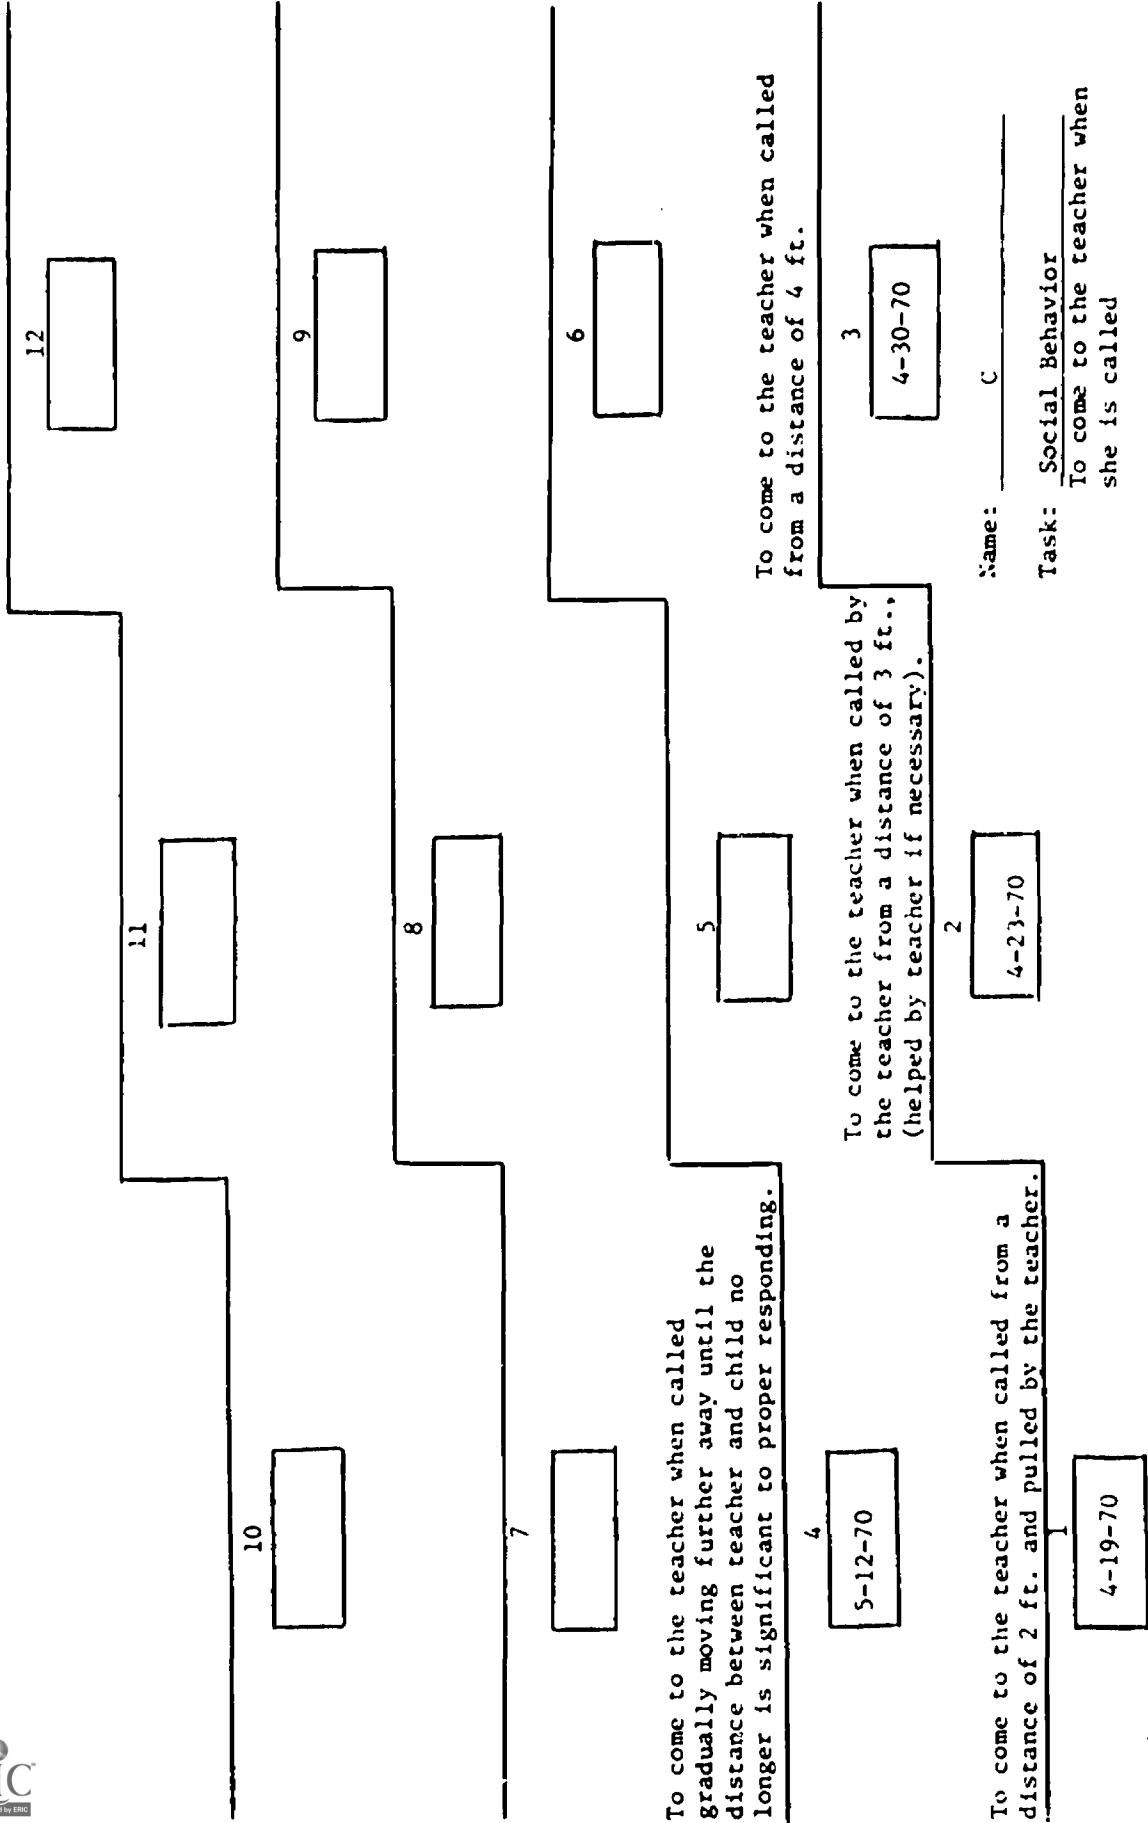 12
11
10
9
8
7
6
5
To come to the teacher when called
gradually moving further away until the
distance between teacher and child no
longer is significant to proper responding.
4
5-12-70
To come to the teacher when called
from a distance of 4 ft.
3
4-30-70
To come to the teacher when called by
the teacher from a distance of 3 ft.,
(helped by teacher if necessary).
2
4-23-70
To come to the teacher when called from a
distance of 2 ft. and pulled by the teacher.
1
4-19-70
Name: C
Task: Social Behavior
To come to the teacher when
she is called
by ERIC